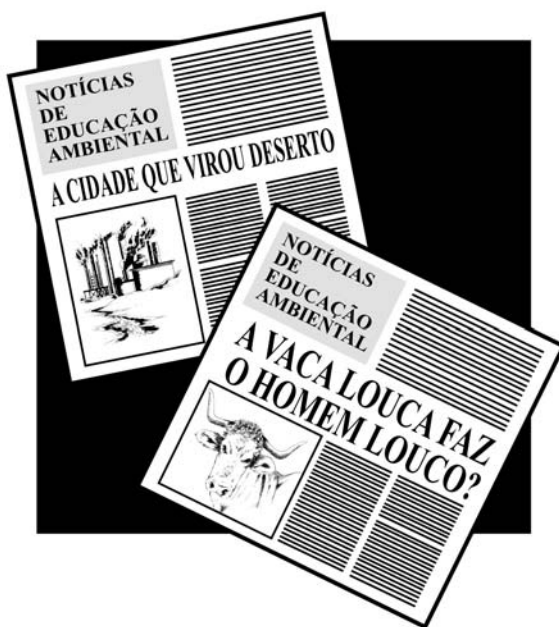 NOTÍCIAS
DE
EDUCAÇÃO
AMBIENTAL
A CIDADE QUE VIROU DESERTO
NOTÍCIAS
DE
EDUCAÇÃO
AMBIENTAL
A VACA LOUCA FAZ
O HOMEM LOUCO?